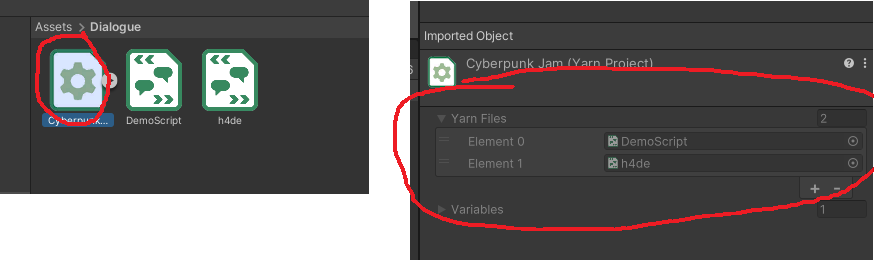 Assets > Dialogue
Cyberpunk...
DemoScript
h4de
Imported Object
Cyberpunk Jam (Yarn Project)
Yarn Files 2
Element 0 DemoScript
Element 1 h4de
+ -
Variables 1